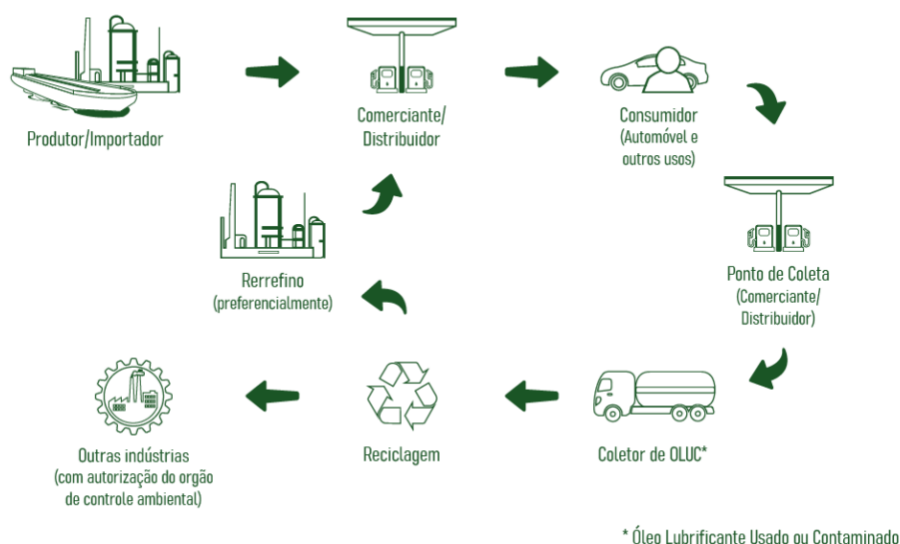 Produtor/Importador
Comerciante/
Distribuidor
Consumidor
(Automóvel e
outros usos)
Rerrefino
(preferencialmente)
Ponto de Coleta
(Comerciante/
Distribuidor)
Outras indústrias
(com autorização do orgão
de controle ambiental)
Reciclagem
Coletor de OLUC*
* Óleo Lubrificante Usado ou Contaminado